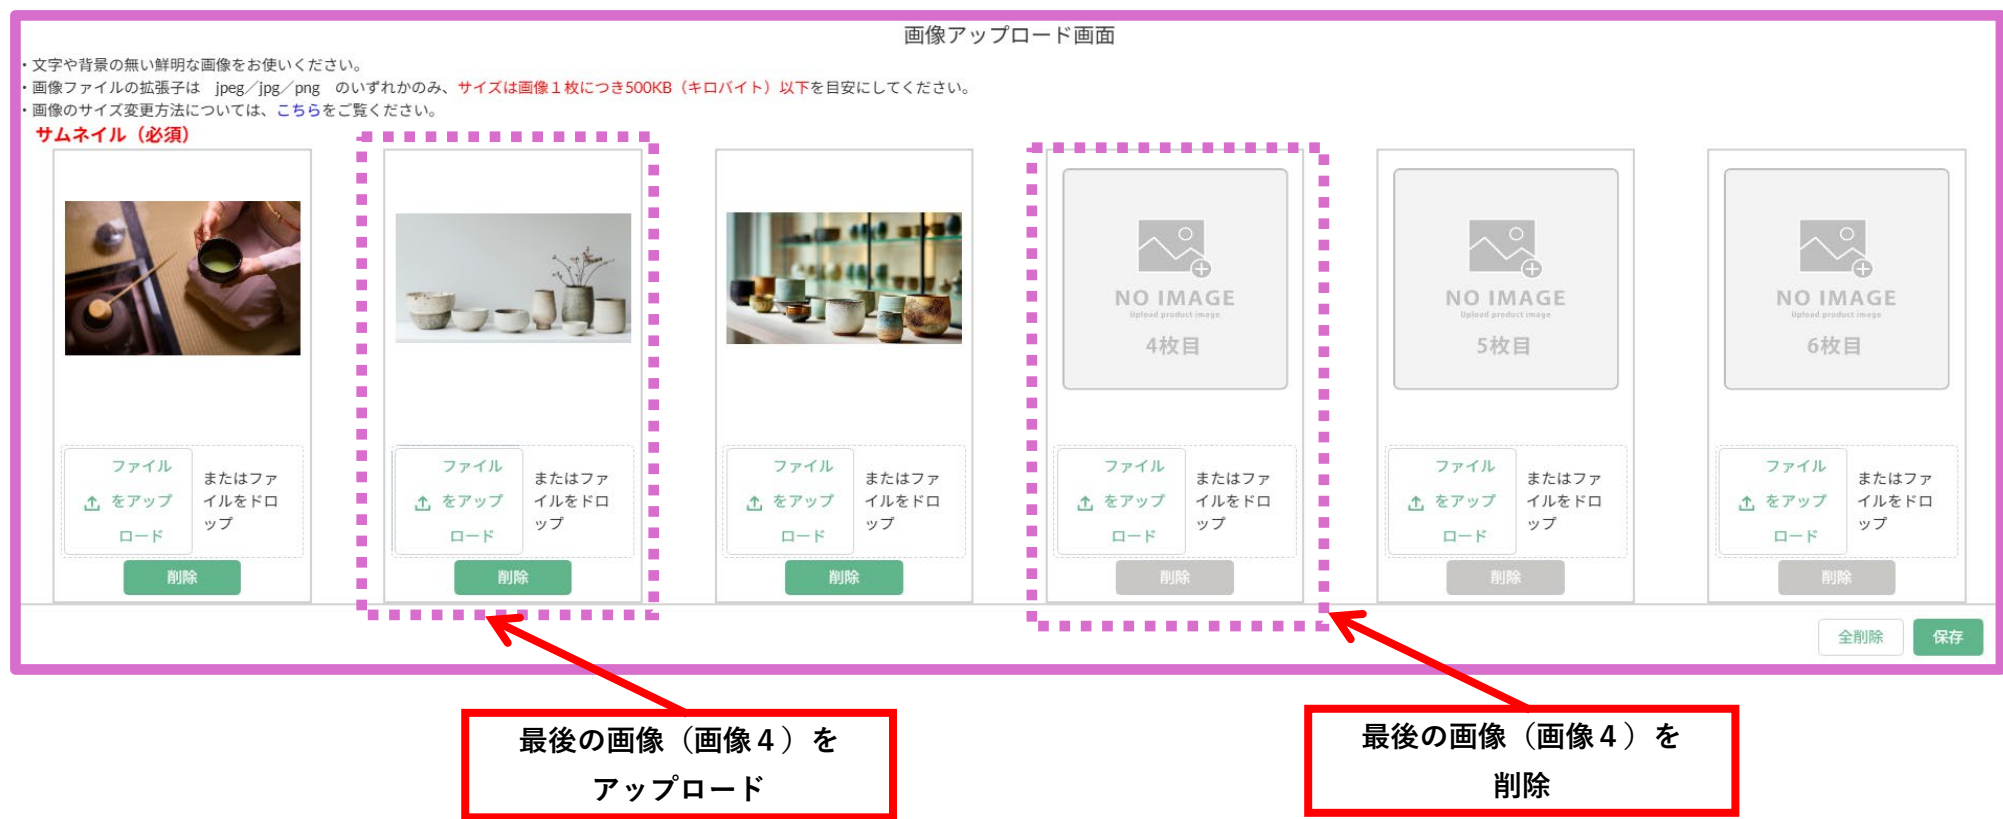 画像アップロード画面
・文字や背景の無い鮮明な画像をお使いください。
・画像ファイルの拡張子は jpeg／jpg／png のいずれかのみ、サイズは画像１枚につき500KB（キロバイト）以下を目安にしてください。
・画像のサイズ変更方法については、こちらをご覧ください。
サムネイル（必須）
NO IMAGE
Upload product image
4枚目
NO IMAGE
Upload product image
5枚目
NO IMAGE
Upload product image
6枚目
ファイル
をアップ
ロード
またはファ
イルをドロ
ップ
削除
ファイル
をアップ
ロード
またはファ
イルをドロ
ップ
削除
ファイル
をアップ
ロード
またはファ
イルをドロ
ップ
削除
ファイル
をアップ
ロード
またはファ
イルをドロ
ップ
削除
ファイル
をアップ
ロード
またはファ
イルをドロ
ップ
削除
ファイル
をアップ
ロード
またはファ
イルをドロ
ップ
削除
全削除
保存
最後の画像（画像４）を
アップロード
最後の画像（画像４）を
削除